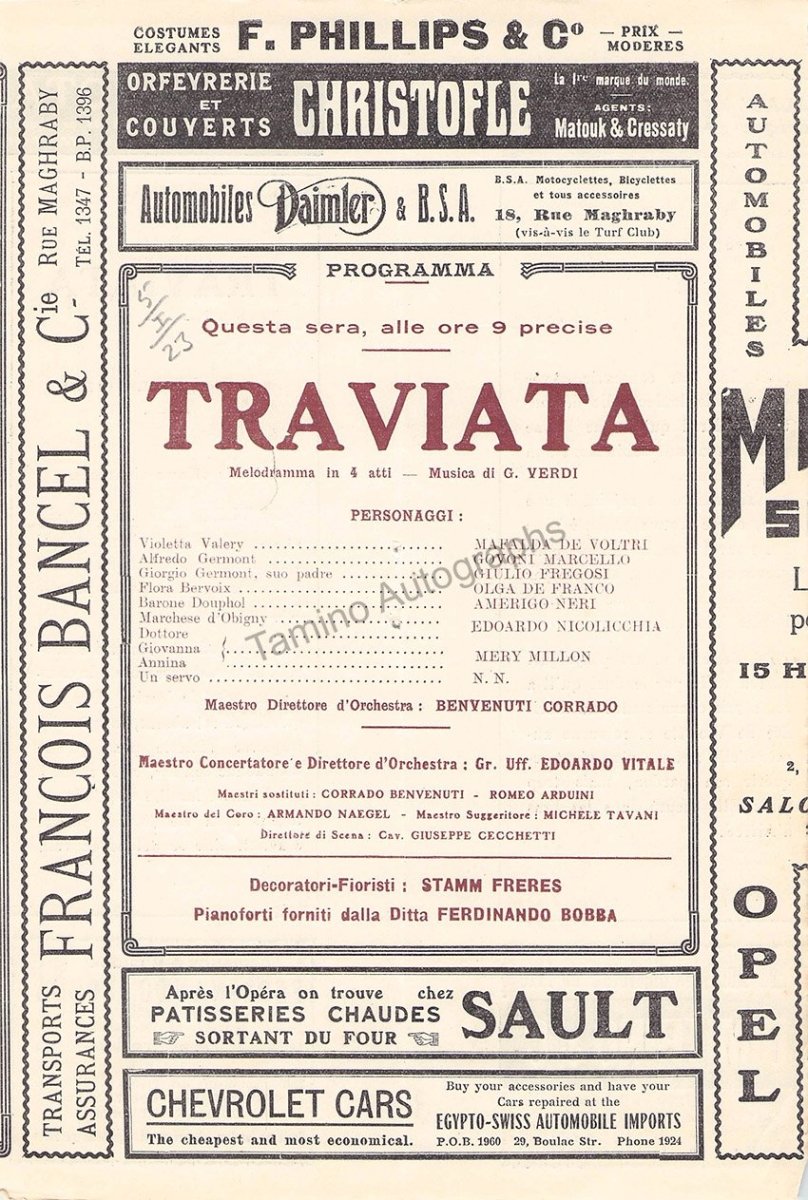 COSTUMES ELEGANTS F. PHILLIPS & Cº — PRIX — MODERES
ORFEVRERIE ET COUVERTS CHRISTOFLE La 1re marque du monde.
AGENTS: Matouk & Cressaty
Automobiles Daimler & B.S.A.
B.S.A. Motocyclettes, Bicyclettes
et tous accessoires
18, Rue Maghraby
(vis-à-vis le Turf Club)
TRANSPORTS ASSURANCES FRANÇOIS BANCEL & Cie RUE MAGHRABY
TÉL. 1347 - B.P. 1396
PROGRAMMA
5/I/23
Questa sera, alle ore 9 precise
TRAVIATA
Melodramma in 4 atti — Musica di G. VERDI
PERSONAGGI :
Violetta Valery ........ MAFALDA DE VOLTRI
Alfredo Germont ........ GOVONI MARCELLO
Giorgio Germont, suo padre ........ GIULIO FREGOSI
Flora Bervoix ........ OLGA DE FRANCO
Barone Douphol ........ AMERIGO NERI
Marchese d'Obigny ........
Dottore ........ EDOARDO NICOLICCHIA
Giovanna ........
Annina ........ MERY MILLON
Un servo ........ N. N.
Tamino Autographs
Maestro Direttore d'Orchestra : BENVENUTI CORRADO
Maestro Concertatore e Direttore d'Orchestra : Gr. Uff. EDOARDO VITALE
Maestri sostituti : CORRADO BENVENUTI - ROMEO ARDUINI
Maestro del Coro : ARMANDO NAEGEL - Maestro Suggeritore : MICHELE TAVANI
Direttore di Scena : Cav. GIUSEPPE CECCHETTI
Decoratori-Fioristi : STAMM FRERES
Pianoforti forniti dalla Ditta FERDINANDO BOBBA
Après l'Opéra on trouve chez
PATISSERIES CHAUDES
SORTANT DU FOUR
SAULT
CHEVROLET CARS
The cheapest and most economical.
Buy your accessories and have your
Cars repaired at the
EGYPTO-SWISS AUTOMOBILE IMPORTS
P.O.B. 1960 29, Boulac Str. Phone 1924
AUTOMOBILES
OPEL
15 H
2,